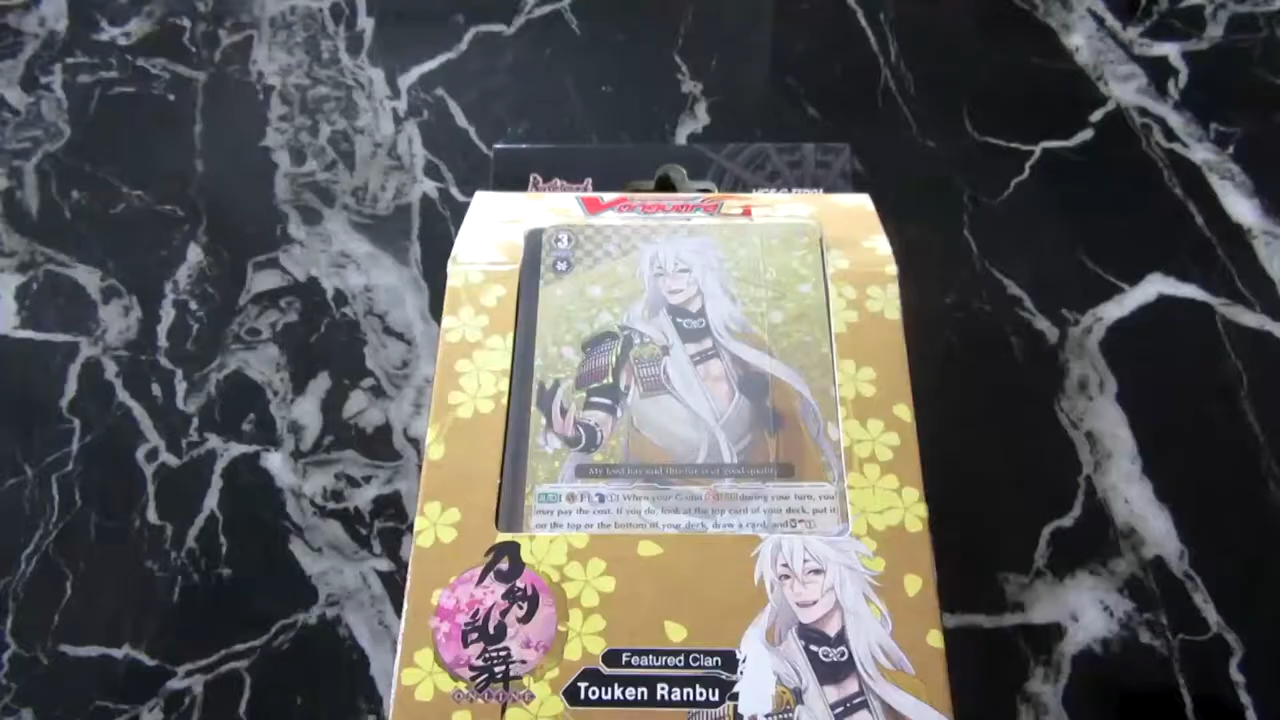 Vanguard G
3
My lord has said this fur is of good quality
When your G unit during your turn, you
may pay the cost. If you do, look at the top card of your deck, put it
on the top or the bottom of your deck, draw a card, and
刀剣乱舞
ONLINE
Featured Clan
Touken Ranbu